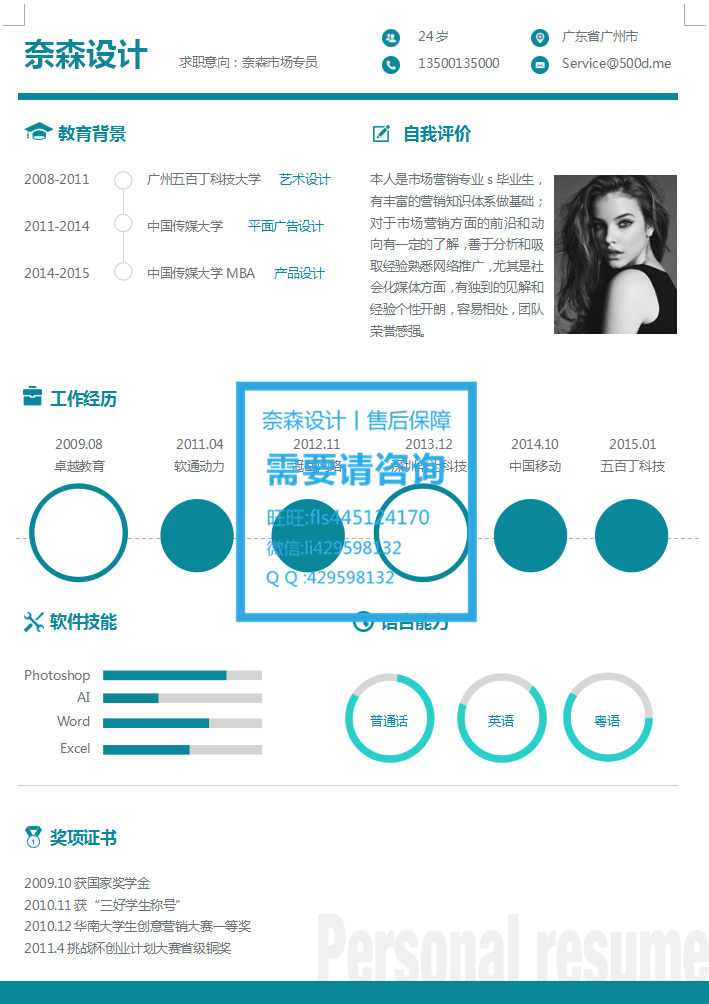 奈森设计
求职意向：奈森市场专员
24 岁
广东省广州市
13500135000
Service@500d.me
教育背景
2008-2011 广州五百丁科技大学 艺术设计
2011-2014 中国传媒大学 平面广告设计
2014-2015 中国传媒大学 MBA 产品设计
自我评价
本人是市场营销专业 s 毕业生，
有丰富的营销知识体系做基础；
对于市场营销方面的前沿和动
向有一定的了解，善于分析和吸
取经验熟悉网络推广，尤其是社
会化媒体方面，有独到的见解和
经验个性开朗，容易相处，团队
荣誉感强。
工作经历
2009.08 2011.04 2012.11 2013.12 2014.10 2015.01
卓越教育 软通动力 中国移动 五百丁科技
奈森设计丨售后保障
需要请咨询
旺旺:fls445124170
微信:li429598132
Q Q :429598132
软件技能
Photoshop
AI
Word
Excel
语言能力
普通话 英语 粤语
奖项证书
2009.10 获国家奖学金
2010.11 获“三好学生称号”
2010.12 华南大学生创意营销大赛一等奖
2011.4 挑战杯创业计划大赛省级铜奖
Personal resume